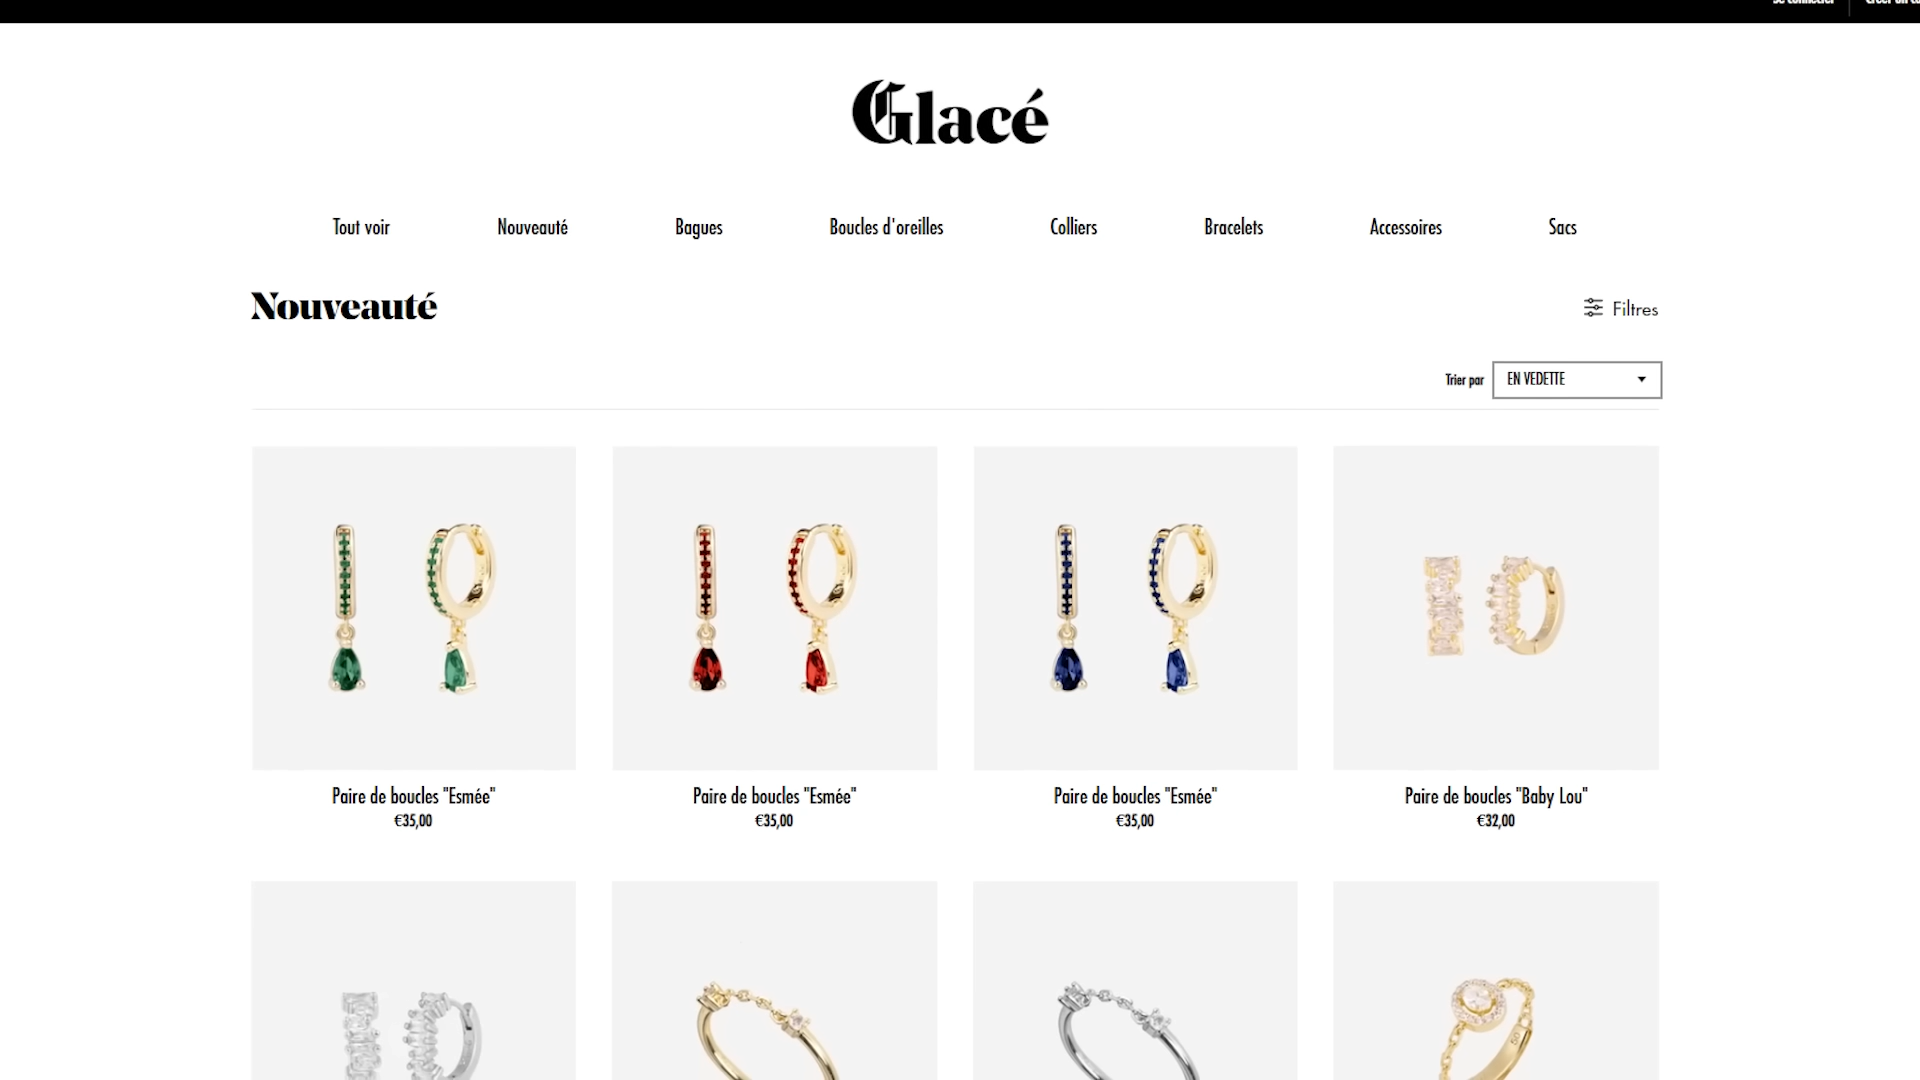 Se connecter
Glacé
Tout voir Nouveauté Bagues Boucles d'oreilles Colliers Bracelets Accessoires Sacs
Nouveauté
Filtres
Trier par EN VEDETTE
Paire de boucles "Esmée" Paire de boucles "Esmée" Paire de boucles "Esmée" Paire de boucles "Baby Lou"
€35,00 €35,00 €35,00 €32,00